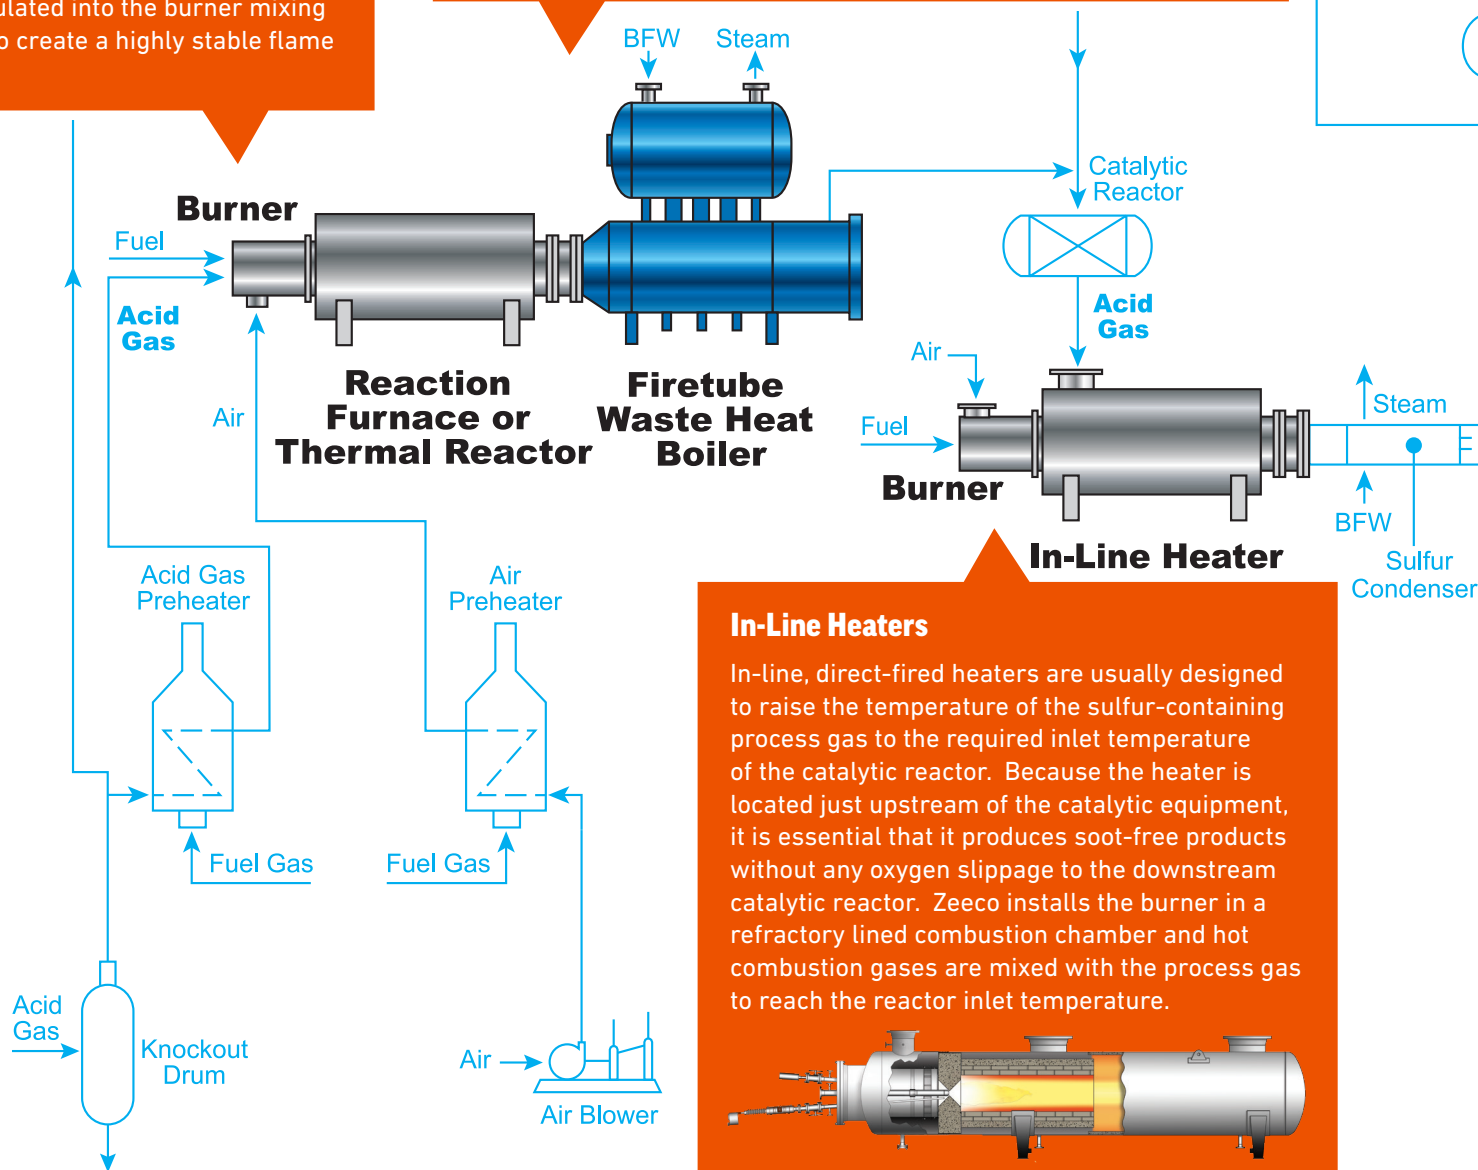 into the burner mixing
create a highly stable flame
BFW
Steam
Catalytic
Reactor
Burner
Fuel
Acid
Gas
Air
Reaction
Furnace or
Thermal Reactor
Firetube
Waste Heat
Boiler
Acid
Gas
Air
Fuel
Burner
Steam
BFW
Sulfur
Condenser
In-Line Heater
Acid Gas
Preheater
Air
Preheater
Fuel Gas
Fuel Gas
Acid
Gas
Knockout
Drum
Air
Air Blower
In-Line Heaters
In-line, direct-fired heaters are usually designed
to raise the temperature of the sulfur-containing
process gas to the required inlet temperature
of the catalytic reactor. Because the heater is
located just upstream of the catalytic equipment,
it is essential that it produces soot-free products
without any oxygen slippage to the downstream
catalytic reactor. Zeeco installs the burner in a
refractory lined combustion chamber and hot
combustion gases are mixed with the process gas
to reach the reactor inlet temperature.